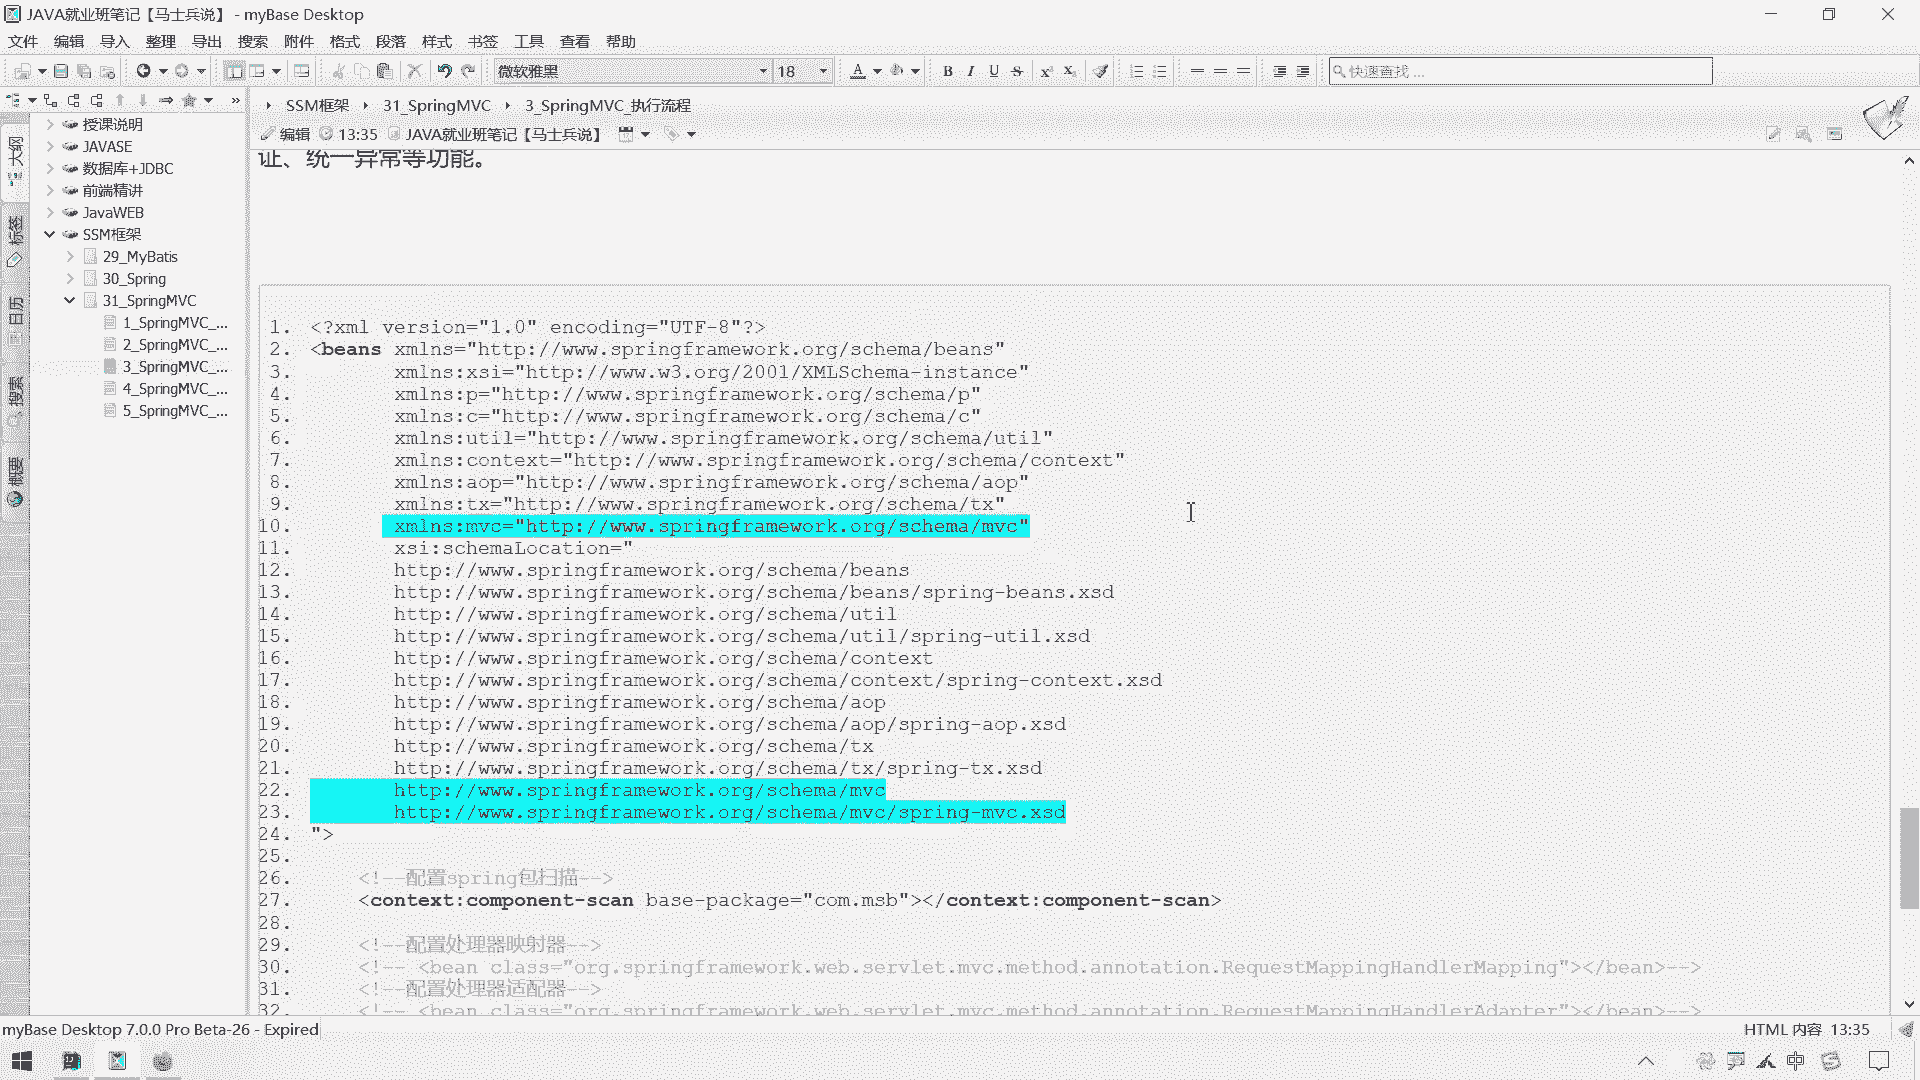 JAVA就业班笔记【马士兵说】 - myBase Desktop
文件 编辑 导入 整理 导出 搜索 附件 格式 段落 样式 书签 工具 查看 帮助
微软雅黑 18 B I U S 快速查找 ...
SSM框架 31_SpringMVC 3_SpringMVC_执行流程
编辑 13:35 JAVA就业班笔记【马士兵说】
大纲
标签
日历
搜索
概要
授课说明
JAVASE
数据库+JDBC
前端精讲
JavaWEB
SSM框架
29_MyBatis
30_Spring
31_SpringMVC
1_SpringMVC_...
2_SpringMVC_...
3_SpringMVC_...
4_SpringMVC_...
5_SpringMVC_...
证、统一异常等功能。
1. <?xml version="1.0" encoding="UTF-8"?>
2. <beans xmlns="http://www.springframework.org/schema/beans"
3. xmlns:xsi="http://www.w3.org/2001/XMLSchema-instance"
4. xmlns:p="http://www.springframework.org/schema/p"
5. xmlns:c="http://www.springframework.org/schema/c"
6. xmlns:util="http://www.springframework.org/schema/util"
7. xmlns:context="http://www.springframework.org/schema/context"
8. xmlns:aop="http://www.springframework.org/schema/aop"
9. xmlns:tx="http://www.springframework.org/schema/tx"
10. xmlns:mvc="http://www.springframework.org/schema/mvc"
11. xsi:schemaLocation="
12. http://www.springframework.org/schema/beans
13. http://www.springframework.org/schema/beans/spring-beans.xsd
14. http://www.springframework.org/schema/util
15. http://www.springframework.org/schema/util/spring-util.xsd
16. http://www.springframework.org/schema/context
17. http://www.springframework.org/schema/context/spring-context.xsd
18. http://www.springframework.org/schema/aop
19. http://www.springframework.org/schema/aop/spring-aop.xsd
20. http://www.springframework.org/schema/tx
21. http://www.springframework.org/schema/tx/spring-tx.xsd
22. http://www.springframework.org/schema/mvc
23. http://www.springframework.org/schema/mvc/spring-mvc.xsd
24. ">
25.
26. <!--配置spring包扫描-->
27. <context:component-scan base-package="com.msb"></context:component-scan>
28.
29. <!--配置处理器映射器-->
30. <!-- <bean class="org.springframework.web.servlet.mvc.method.annotation.RequestMappingHandlerMapping"></bean>-->
31. <!--配置处理器适配器-->
32. <!-- <bean class="org.springframework.web.servlet.mvc.method.annotation.RequestMappingHandlerAdapter"></bean>-->
myBase Desktop 7.0.0 Pro Beta-26 - Expired
HTML 内容 13:35
中